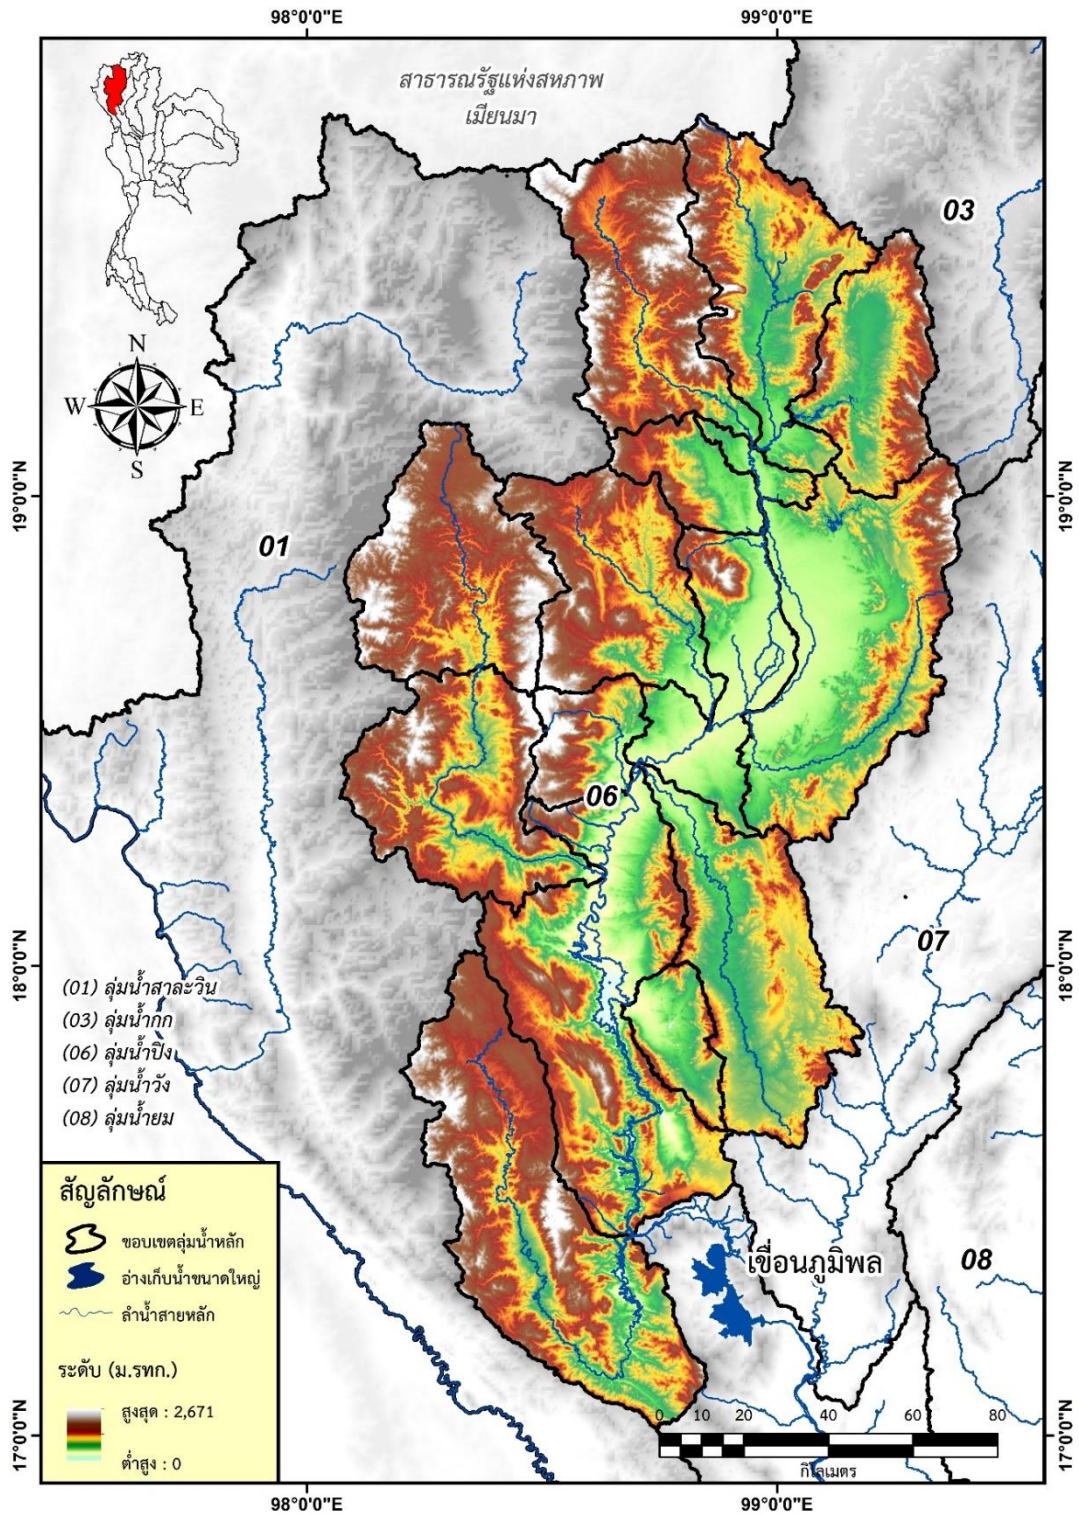 98°0'0"E
99°0'0"E
สาธารณรัฐแห่งสหภาพ
เมียนมา
03
N
W
E
S
19°0'0"N
19°0'0"N
01
06
07
18°0'0"N
18°0'0"N
(01) ลุ่มน้ำสาละวิน
(03) ลุ่มน้ำกก
(06) ลุ่มน้ำปิง
(07) ลุ่มน้ำวัง
(08) ลุ่มน้ำยม
สัญลักษณ์
ขอบเขตลุ่มน้ำหลัก
อ่างเก็บน้ำขนาดใหญ่
ลำน้ำสายหลัก
ระดับ (ม.รทก.)
สูงสุด : 2,671
ต่ำสูง : 0
เขื่อนภูมิพล
08
0 10 20 40 60 80
กิโลเมตร
17°0'0"N
17°0'0"N
98°0'0"E
99°0'0"E